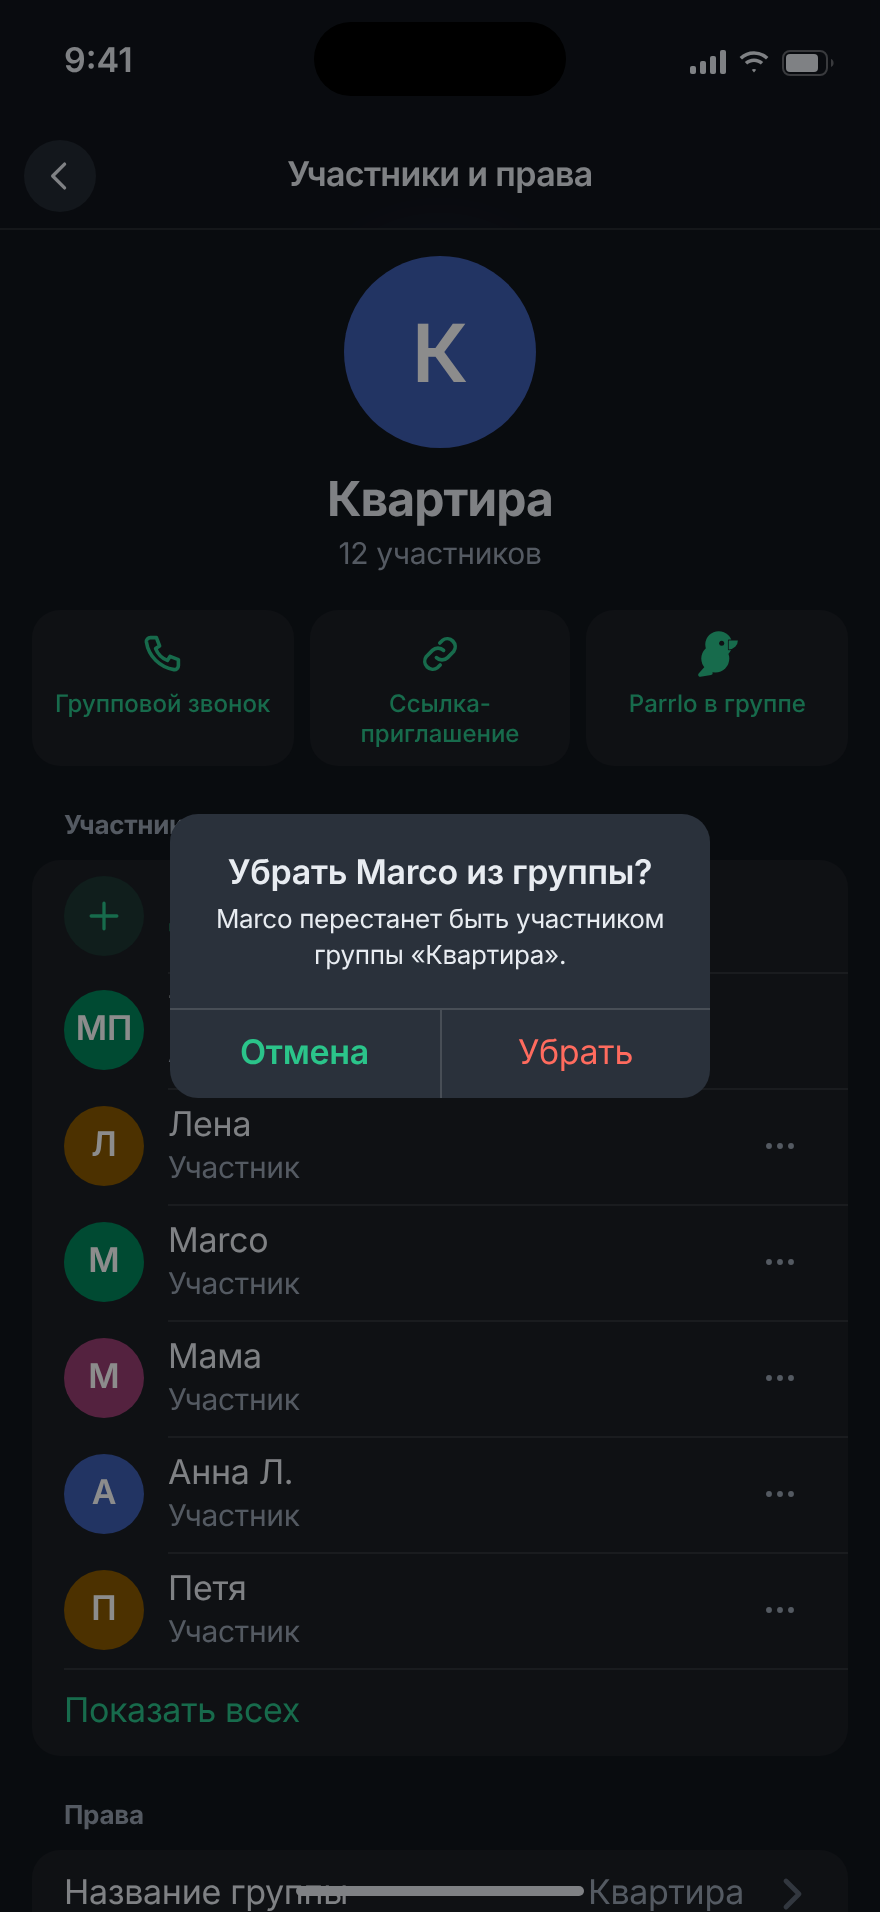 9:41
Участники и права
К
Квартира
12 участников
Групповой звонок
Ссылка-
приглашение
Parrlo в группе
Убрать Marco из группы?
Marco перестанет быть участником
группы «Квартира».
Отмена
Убрать
МП
Л
Лена
Участник
М
Marco
Участник
М
Мама
Участник
А
Анна Л.
Участник
П
Петя
Участник
Показать всех
Права
Название группы
Квартира